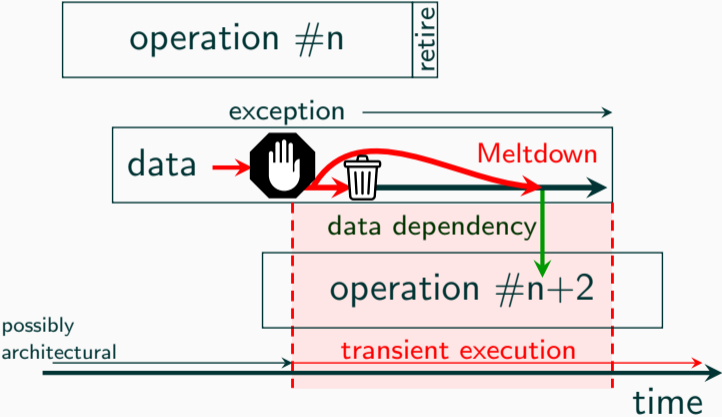 operation #n
retire
exception
data
Meltdown
data dependency
operation #n+2
possibly
architectural
transient execution
time